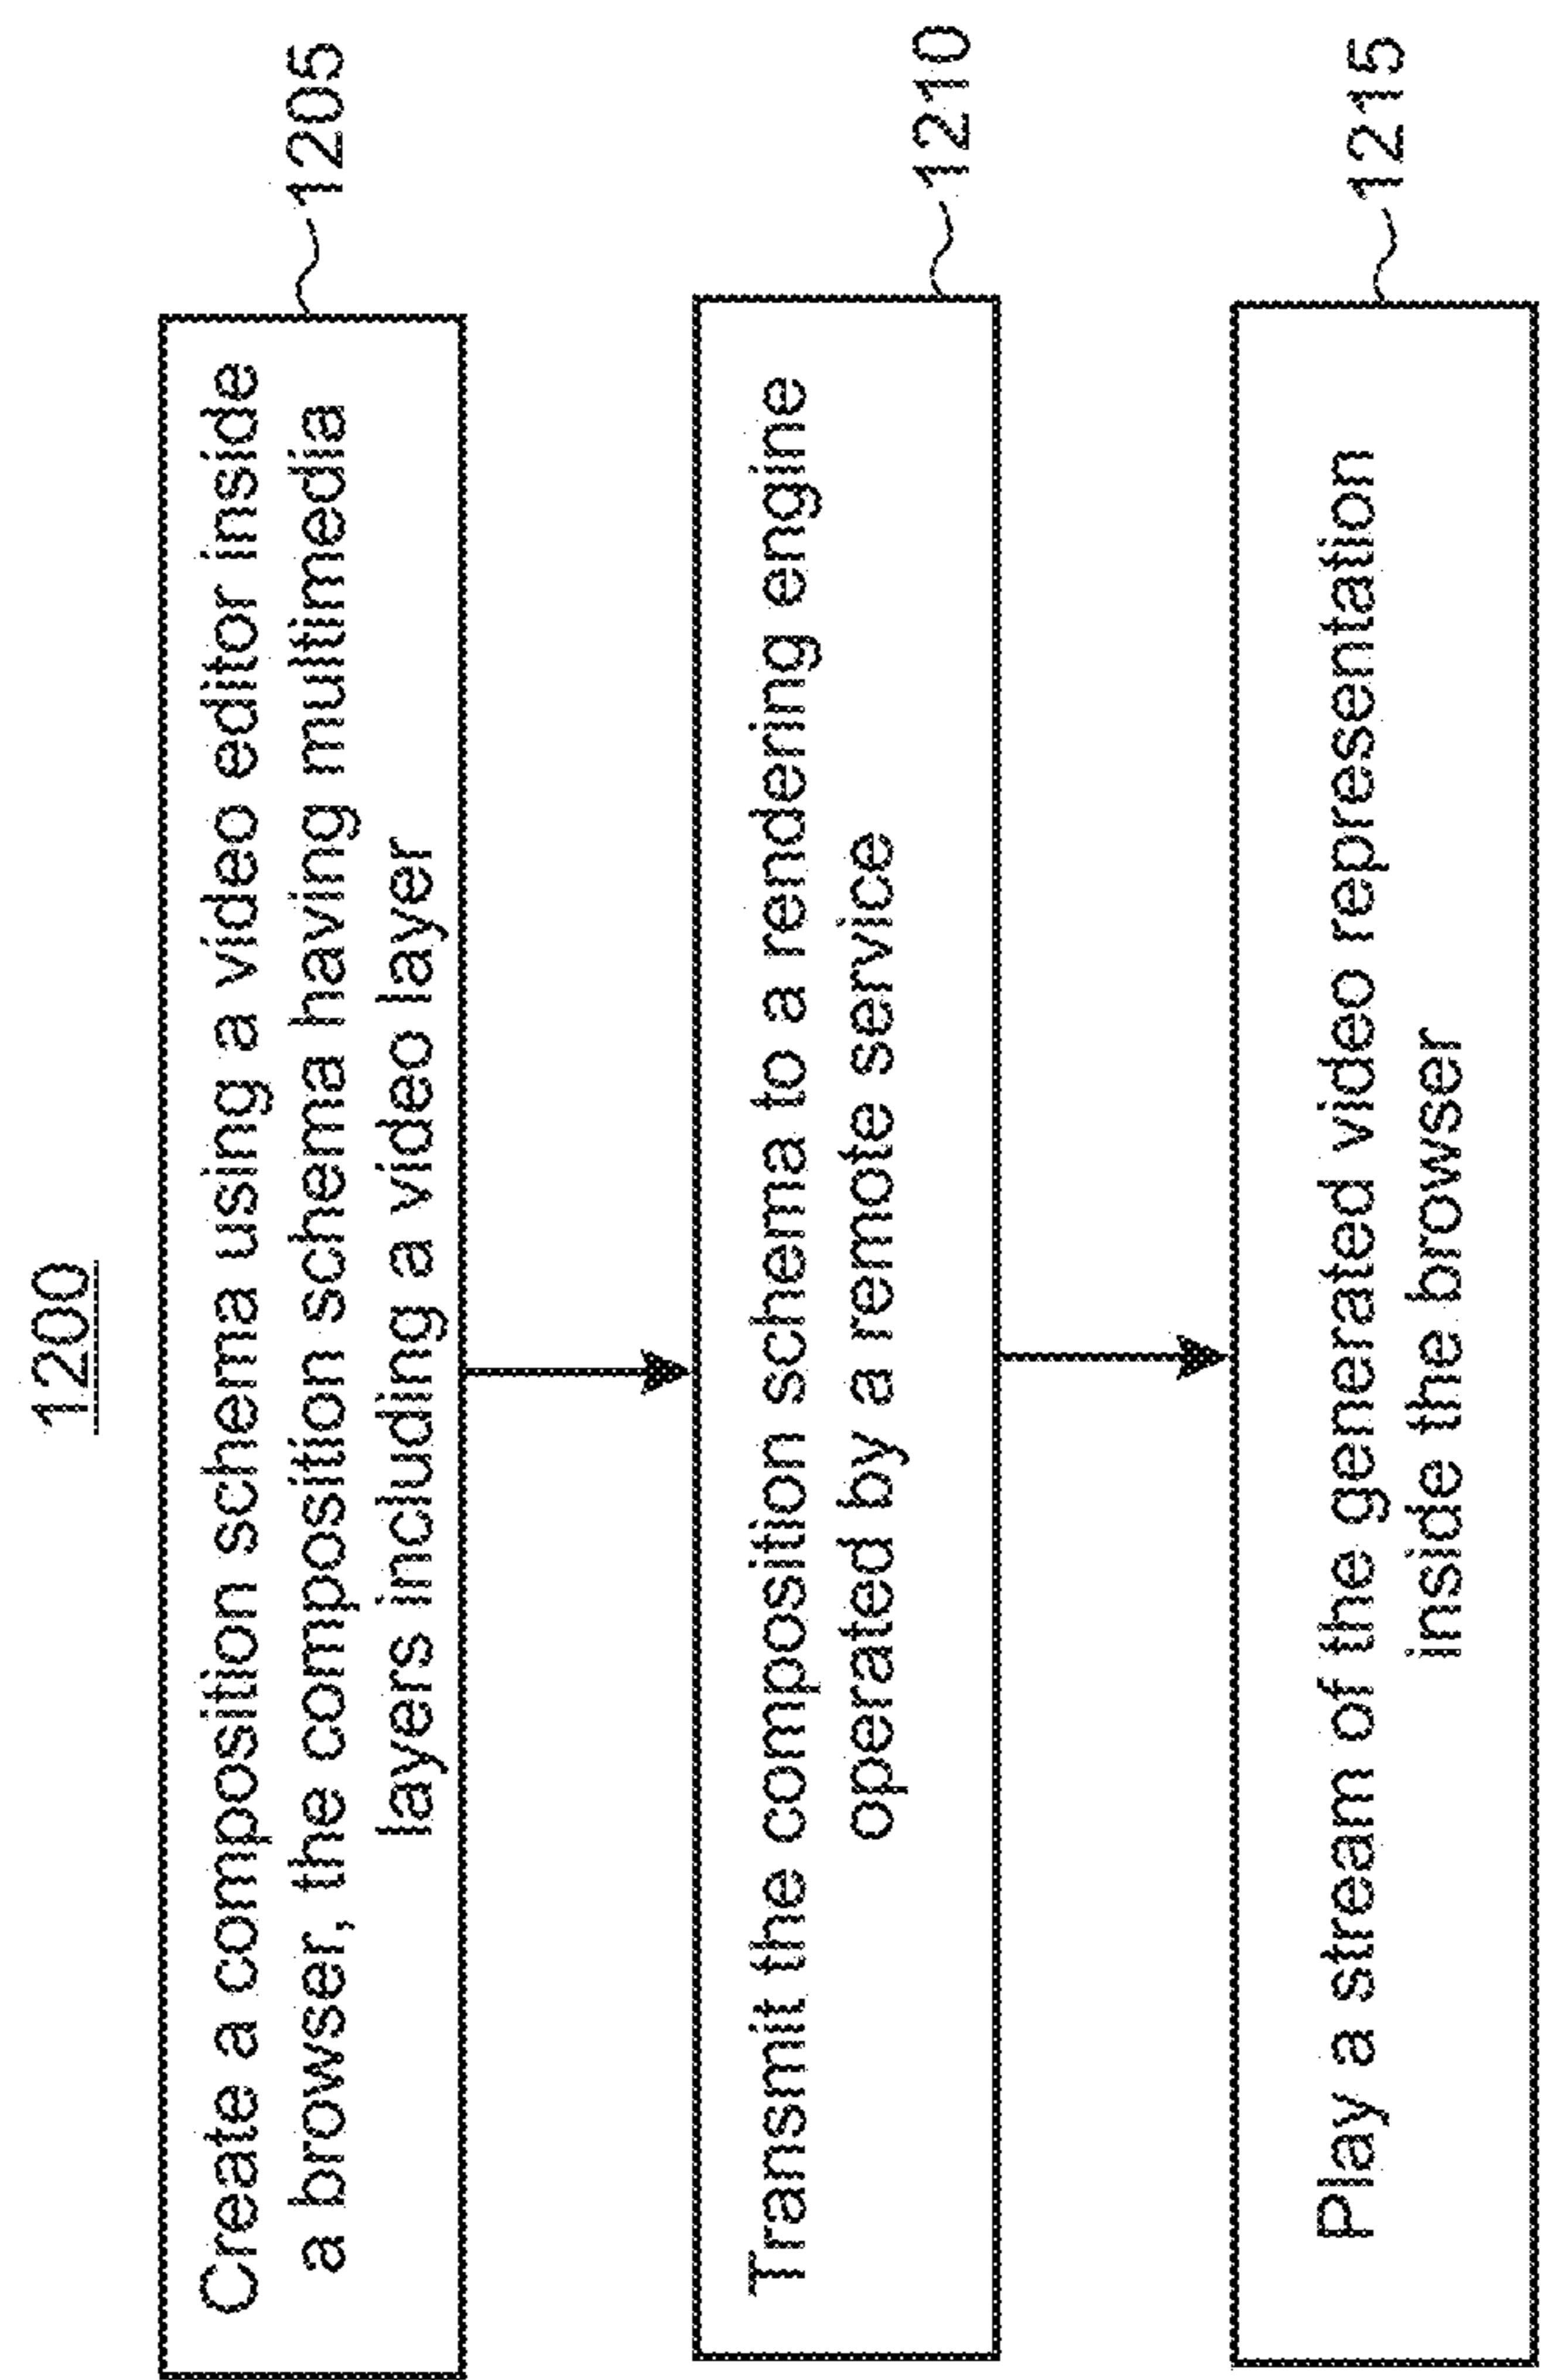 1200
Create a composition schema using a video editor inside
a browser, the composition schema having multimedia
layers including a video layer
1205
Transmit the composition schema to a rendering engine
operated by a remote service
1210
Play a stream of the generated video representation
inside the browser
1215